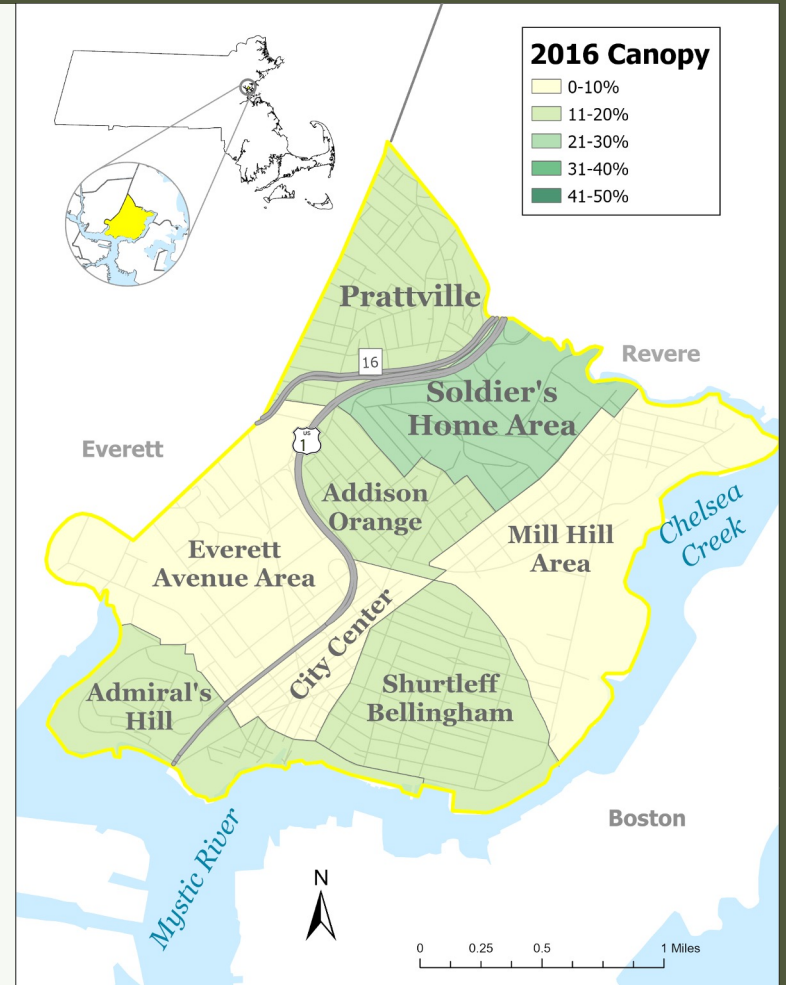 2016 Canopy
0-10%
11-20%
21-30%
31-40%
41-50%
Prattville
16
Revere
Soldier's
Home Area
US
1
Everett
Addison
Orange
Chelsea
Creek
Mill Hill
Area
Everett
Avenue Area
City Center
Admiral's
Hill
Shurtleff
Bellingham
Boston
Mystic River
N
0 0.25 0.5 1 Miles